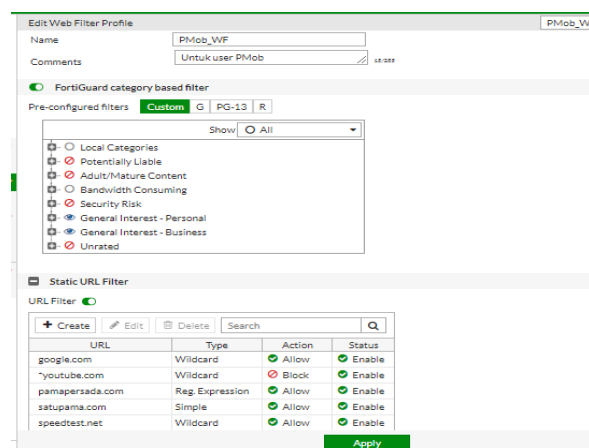 Edit Web Filter Profile PMob_W
Name PMob_WF
Comments Untuk user PMob
FortiGuard category based filter
Pre-configured filters Custom G PG-13 R
Show All
Local Categories
Potentially Liable
Adult/Mature Content
Bandwidth Consuming
Security Risk
General Interest - Personal
General Interest - Business
Unrated
Static URL Filter
URL Filter
Create Edit Delete Search
URL Type Action Status
google.com Wildcard Allow Enable
*youtube.com Wildcard Block Enable
pamapersada.com Reg. Expression Allow Enable
satupama.com Simple Allow Enable
speedtest.net Wildcard Allow Enable
Apply